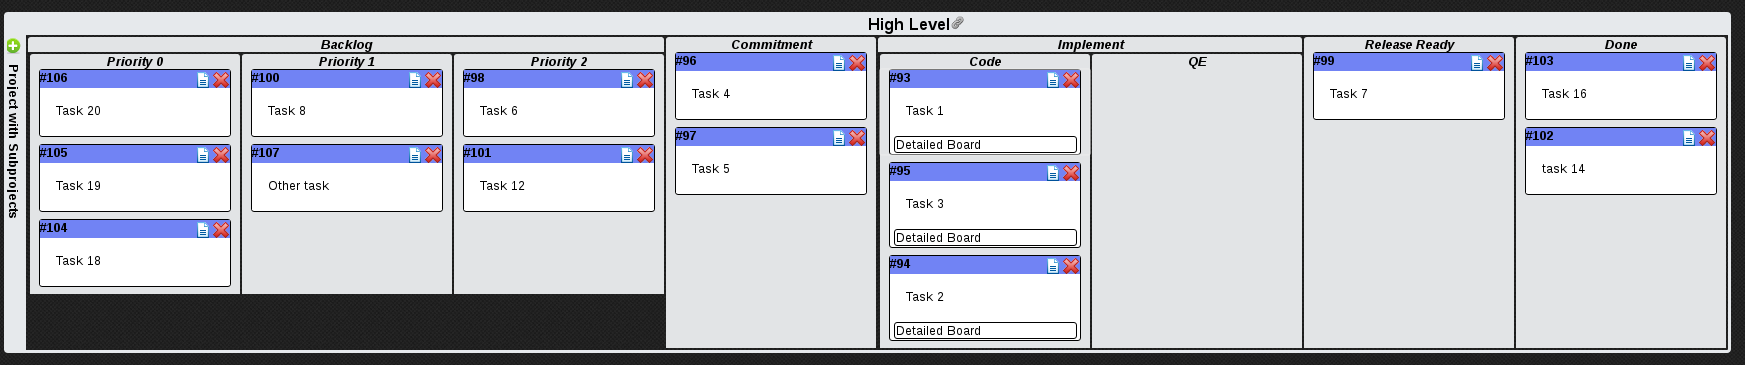 High Level
Project with Subprojects
Backlog
Priority 0
#106
Task 20
#105
Task 19
#104
Task 18
Priority 1
#100
Task 8
#107
Other task
Priority 2
#98
Task 6
#101
Task 12
Commitment
#96
Task 4
#97
Task 5
Implement
Code
#93
Task 1
Detailed Board
#95
Task 3
Detailed Board
#94
Task 2
Detailed Board
QE
Release Ready
#99
Task 7
Done
#103
Task 16
#102
task 14